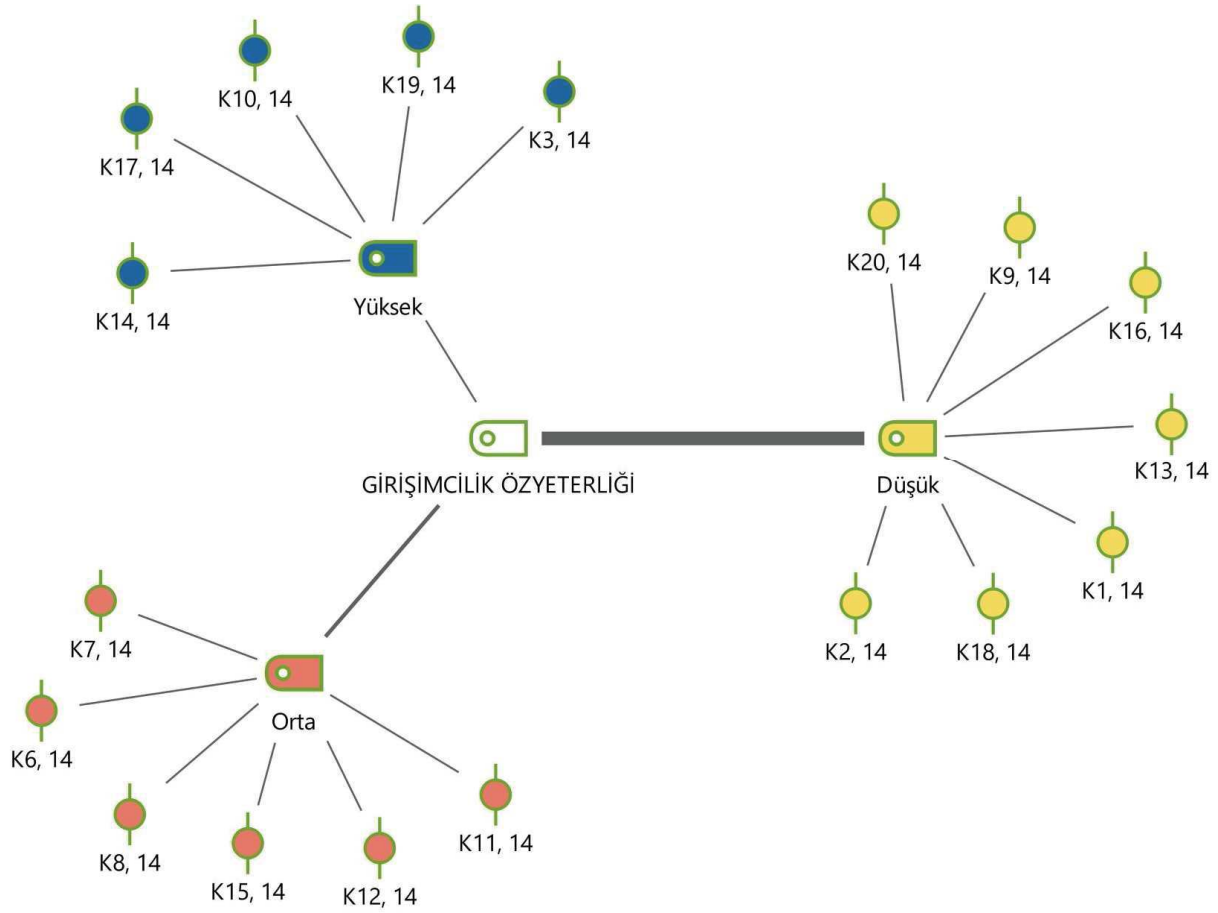 K10, 14
K19, 14
K3, 14
K17, 14
K14, 14
Yüksek
K20, 14
K9, 14
K16, 14
K13, 14
GİRİŞİMCİLİK ÖZYETERLİĞİ
Düşük
K1, 14
K2, 14
K18, 14
K7, 14
K6, 14
Orta
K8, 14
K15, 14
K12, 14
K11, 14